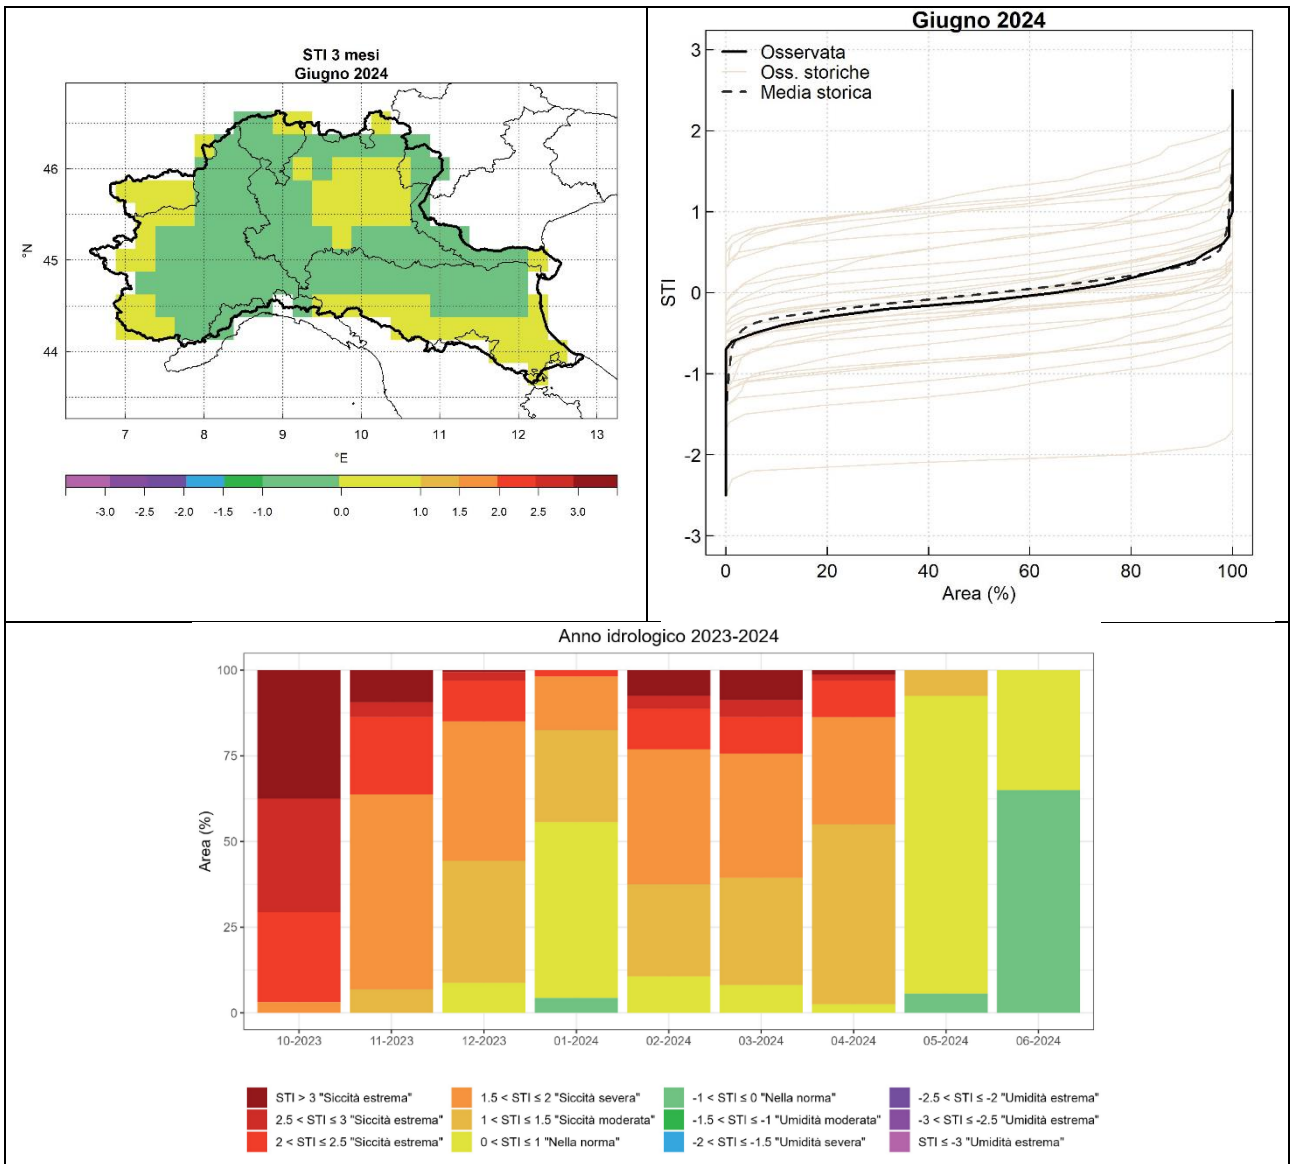 STI 3 mesi
Giugno 2024
46
45
44
°N
7 8 9 10 11 12 13
°E
-3.0 -2.5 -2.0 -1.5 -1.0 0.0 1.0 1.5 2.0 2.5 3.0
Giugno 2024
Osservata
Oss. storiche
Media storica
3
2
1
0
-1
-2
-3
STI
0 20 40 60 80 100
Area (%)
Anno idrologico 2023-2024
100
75
50
25
0
Area (%)
10-2023 11-2023 12-2023 01-2024 02-2024 03-2024 04-2024 05-2024 06-2024
STI > 3 "Siccità estrema" 1.5 < STI ≤ 2 "Siccità severa" -1 < STI ≤ 0 "Nella norma" -2.5 < STI ≤ -2 "Umidità estrema"
2.5 < STI ≤ 3 "Siccità estrema" 1 < STI ≤ 1.5 "Siccità moderata" -1.5 < STI ≤ -1 "Umidità moderata" -3 < STI ≤ -2.5 "Umidità estrema"
2 < STI ≤ 2.5 "Siccità estrema" 0 < STI ≤ 1 "Nella norma" -2 < STI ≤ -1.5 "Umidità severa" STI ≤ -3 "Umidità estrema"